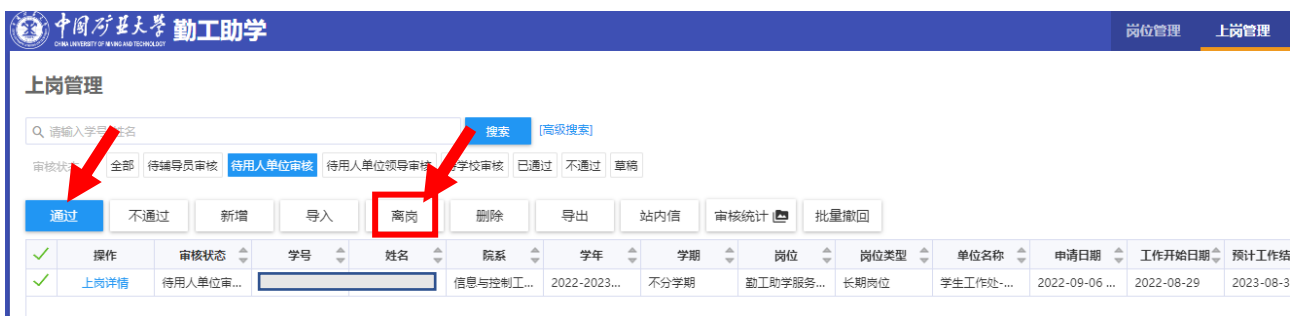 中国矿业大学 勤工助学 岗位管理 上岗管理
CHINA UNIVERSITY OF MINING AND TECHNOLOGY
上岗管理
请输入学号 姓名 搜索 [高级搜索]
审核状 全部 待辅导员审核 待用人单位审核 待用人单位领导审核 学校审核 已通过 不通过 草稿
通过 不通过 新增 导入 离岗 删除 导出 站内信 审核统计 批量撤回
操作 审核状态 学号 姓名 院系 学年 学期 岗位 岗位类型 单位名称 申请日期 工作开始日期 预计工作结
上岗详情 待用人单位审... 信息与控制工... 2022-2023... 不分学期 勤工助学服务... 长期岗位 学生工作处-... 2022-09-06 ... 2022-08-29 2023-08-3